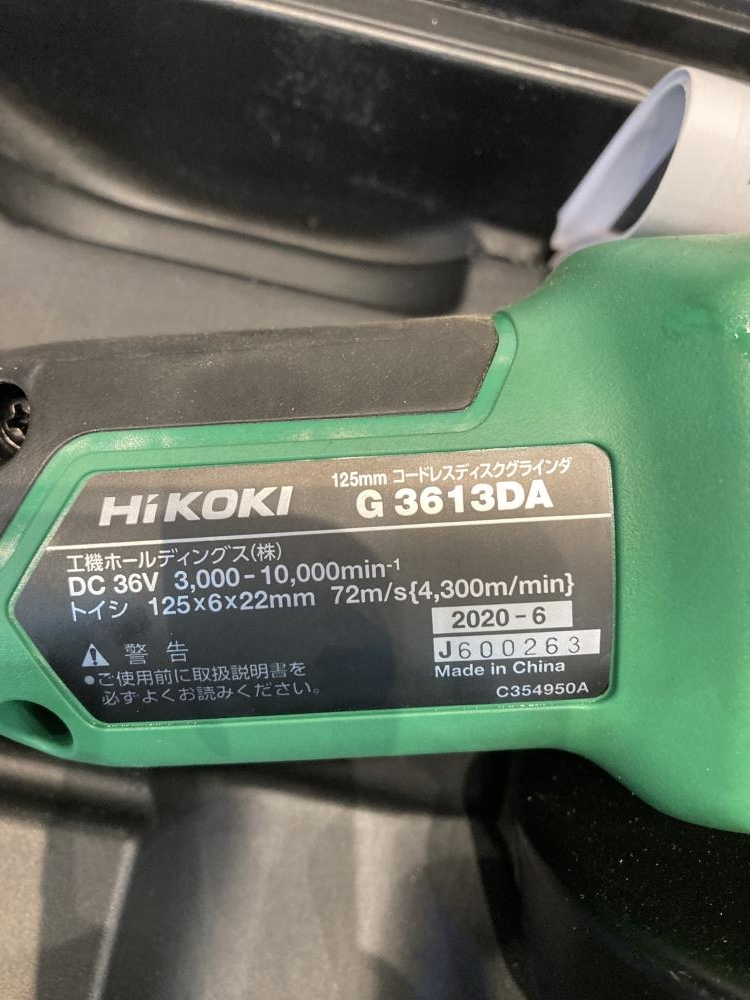 125mm コードレスディスクグラインダ
HiKOKI G 3613DA
工機ホールディングス(株)
DC 36V 3,000-10,000min-1
トイシ 125×6×22mm 72m/s{4,300m/min}
2020-6
J600263
Made in China
警告
●ご使用前に取扱説明書を
必ずよくお読みください。
C354950A